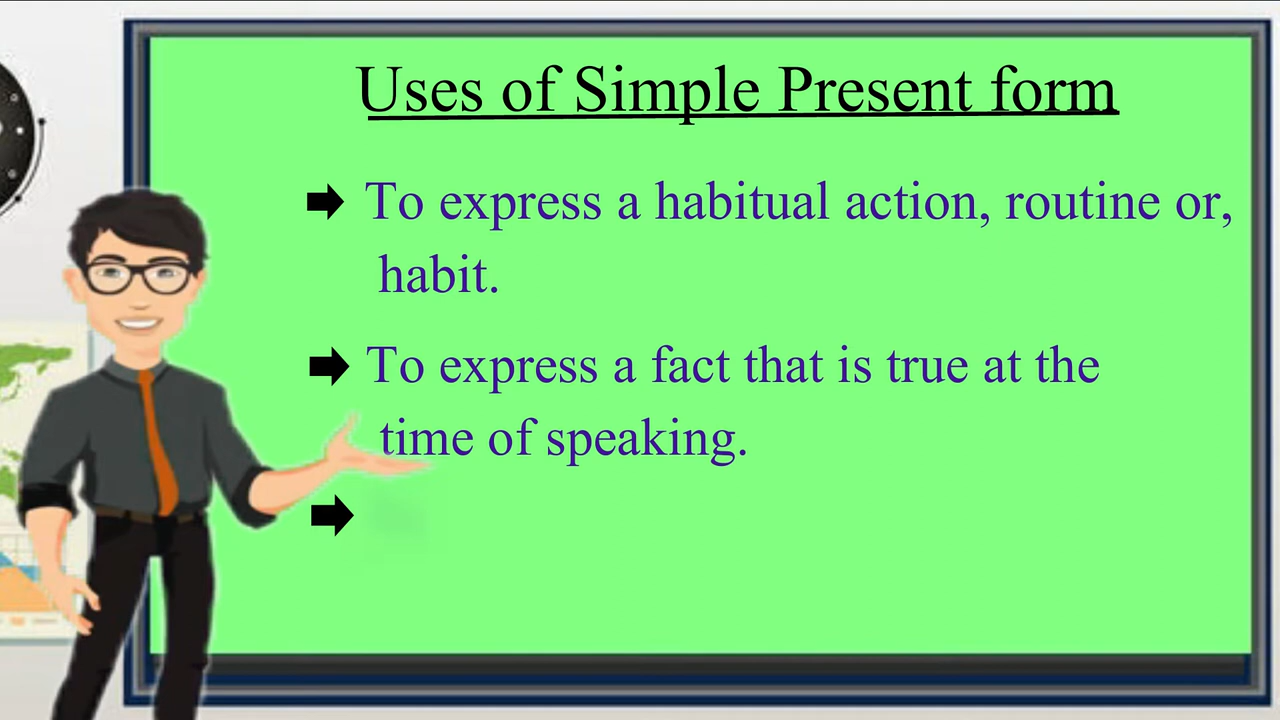 Uses of Simple Present form
To express a habitual action, routine or,
habit.
To express a fact that is true at the
time of speaking.